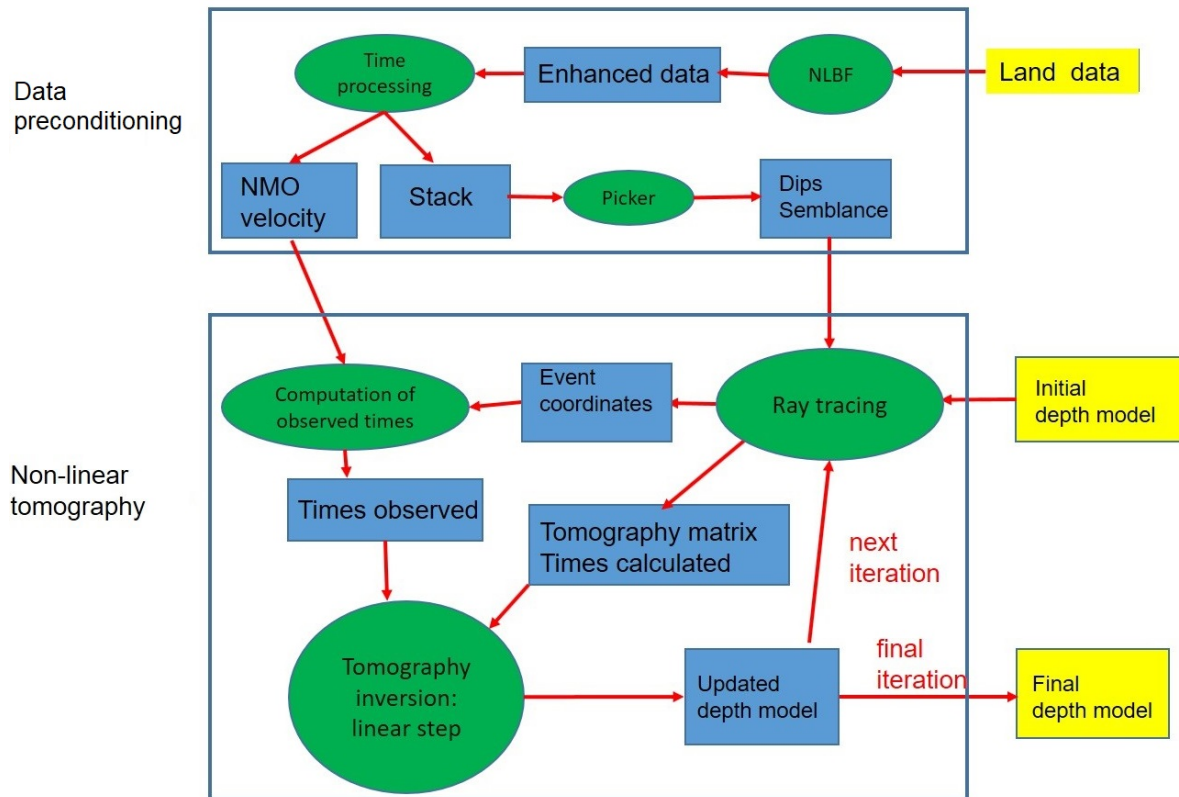 Data
preconditioning
Time
processing
Enhanced data
NLBF
Land data
NMO
velocity
Stack
Picker
Dips
Semblance
Non-linear
tomography
Computation of
observed times
Event
coordinates
Ray tracing
Initial
depth model
Times observed
Tomography matrix
Times calculated
next
iteration
Tomography
inversion:
linear step
Updated
depth model
final
iteration
Final
depth model